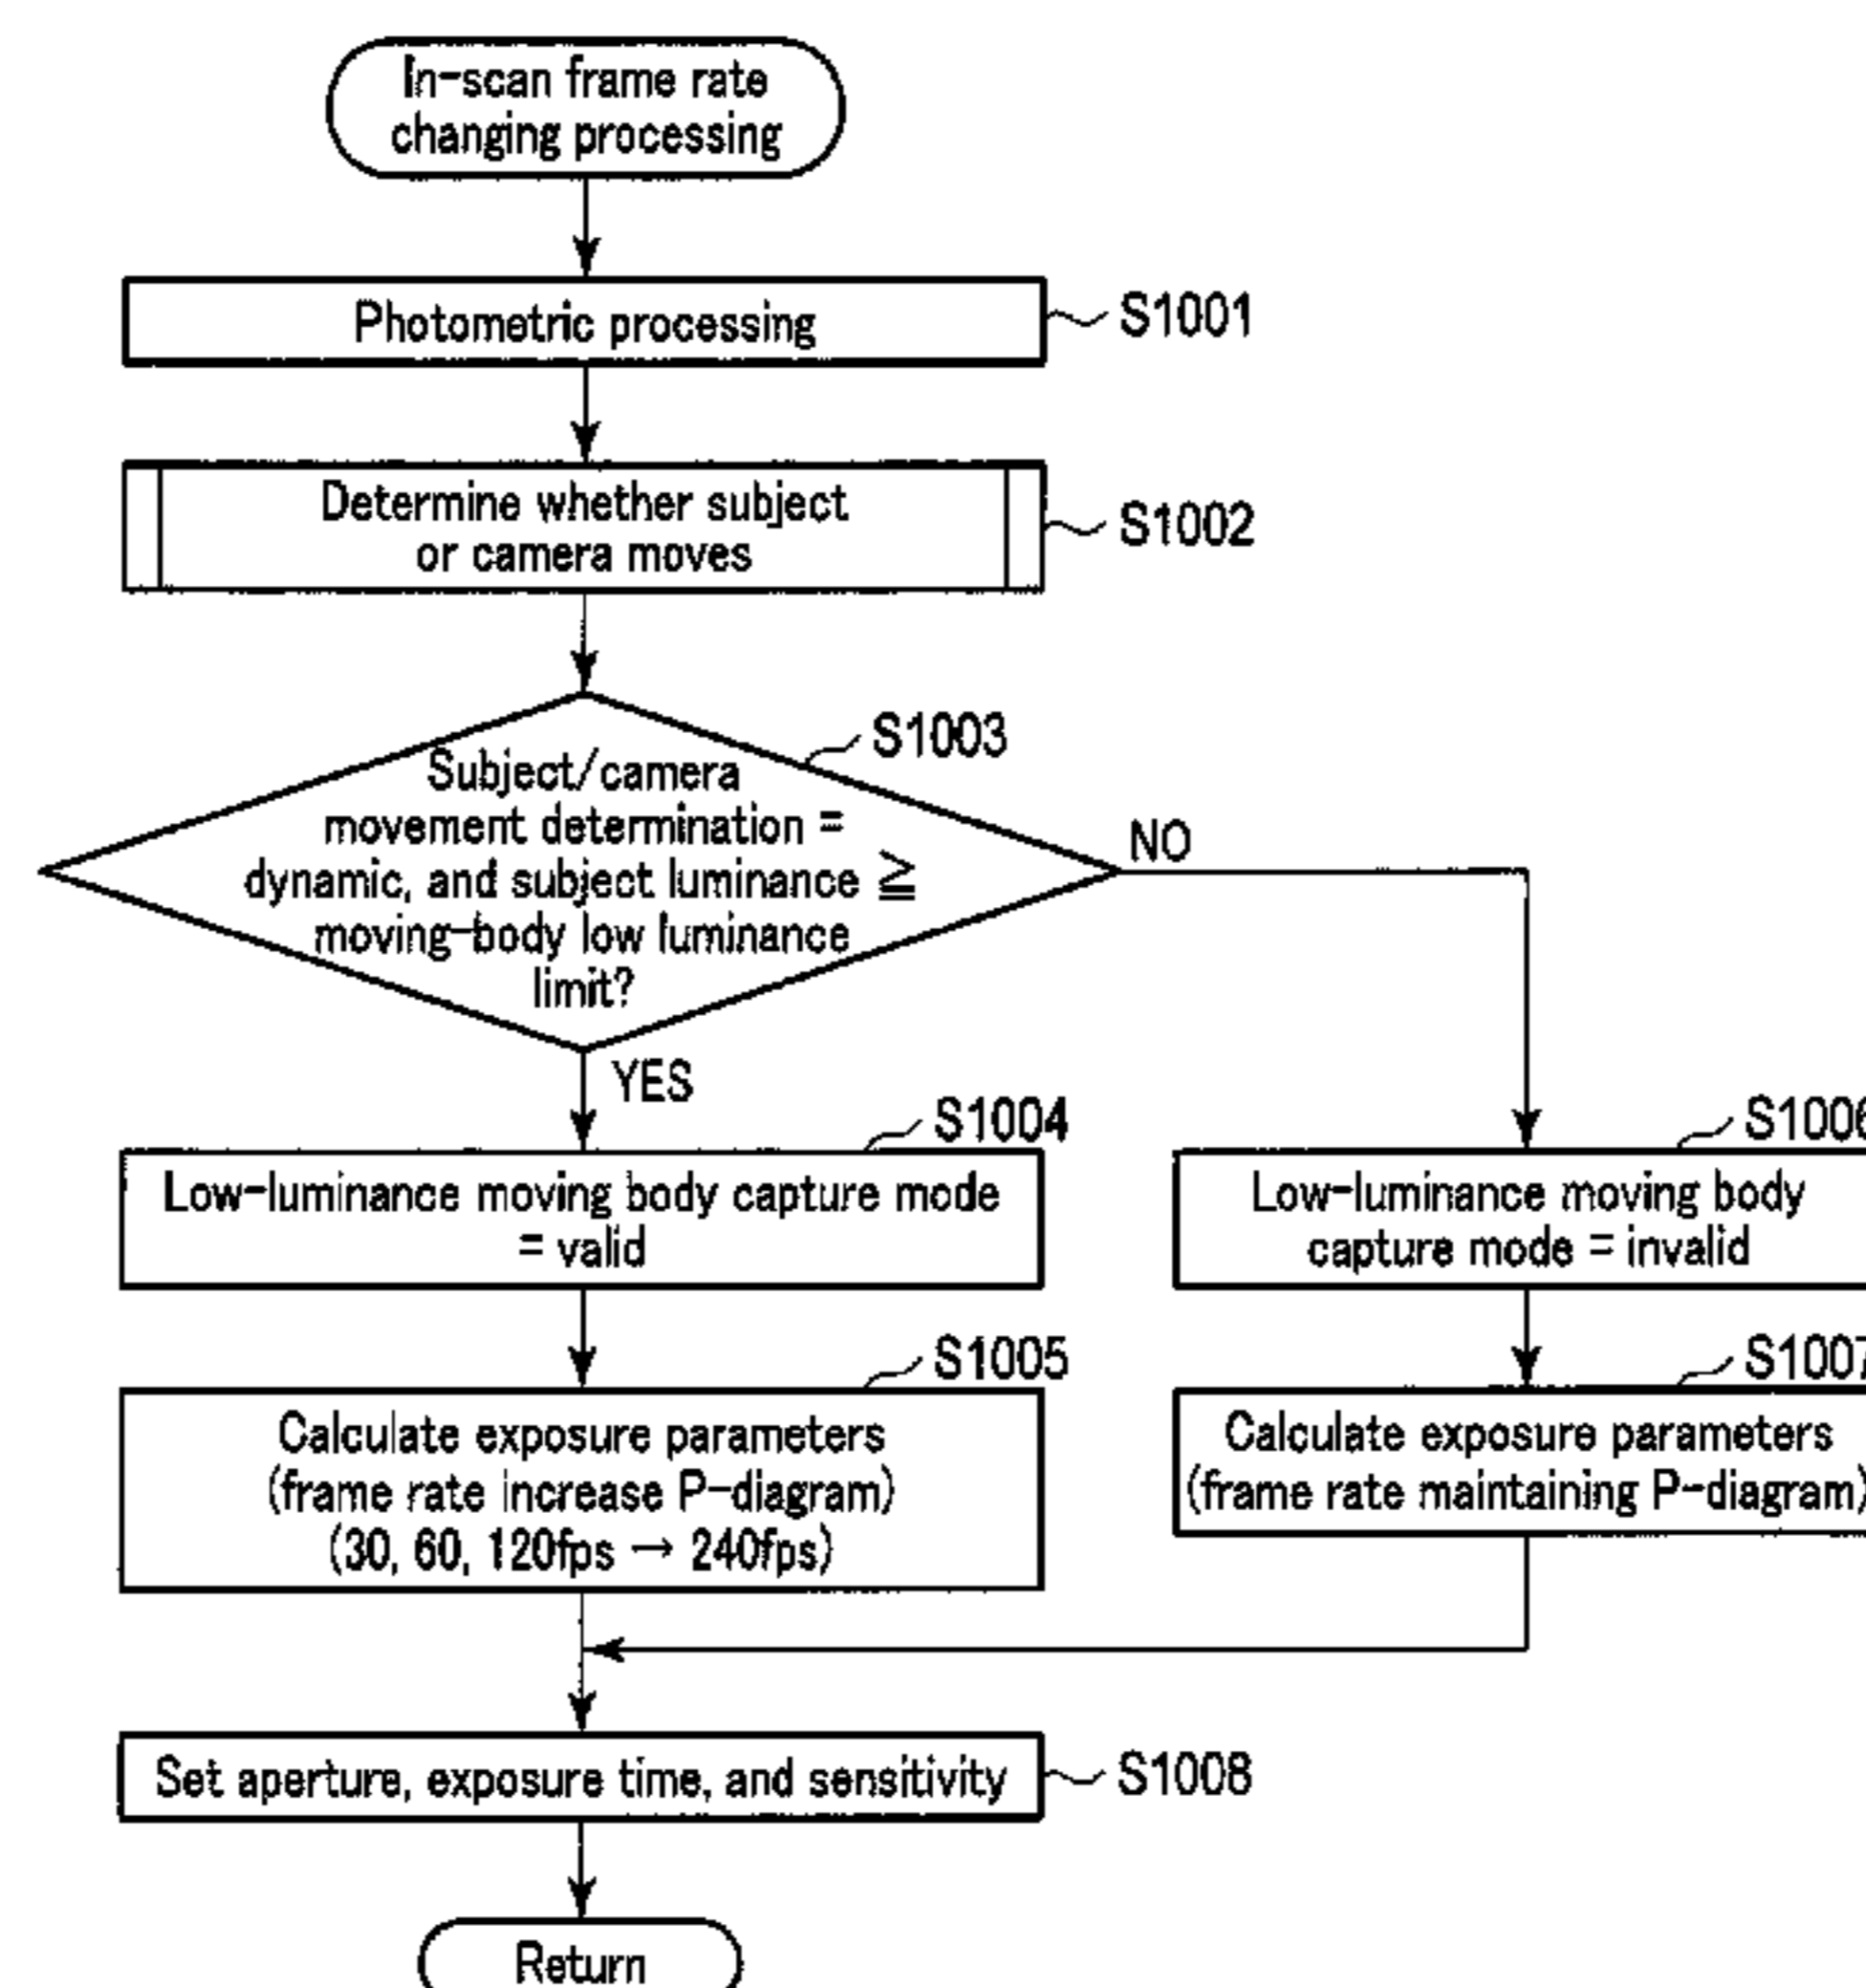 In-scan frame rate
changing processing
Photometric processing
S1001
Determine whether subject
or camera moves
S1002
S1003
Subject/camera
movement determination =
dynamic, and subject luminance ≧
moving-body low luminance
limit?
NO
YES
S1004
Low-luminance moving body capture mode
= valid
S1006
Low-luminance moving body
capture mode = invalid
S1005
Calculate exposure parameters
(frame rate increase P-diagram)
(30, 60, 120fps → 240fps)
S1007
Calculate exposure parameters
(frame rate maintaining P-diagram)
Set aperture, exposure time, and sensitivity
S1008
Return